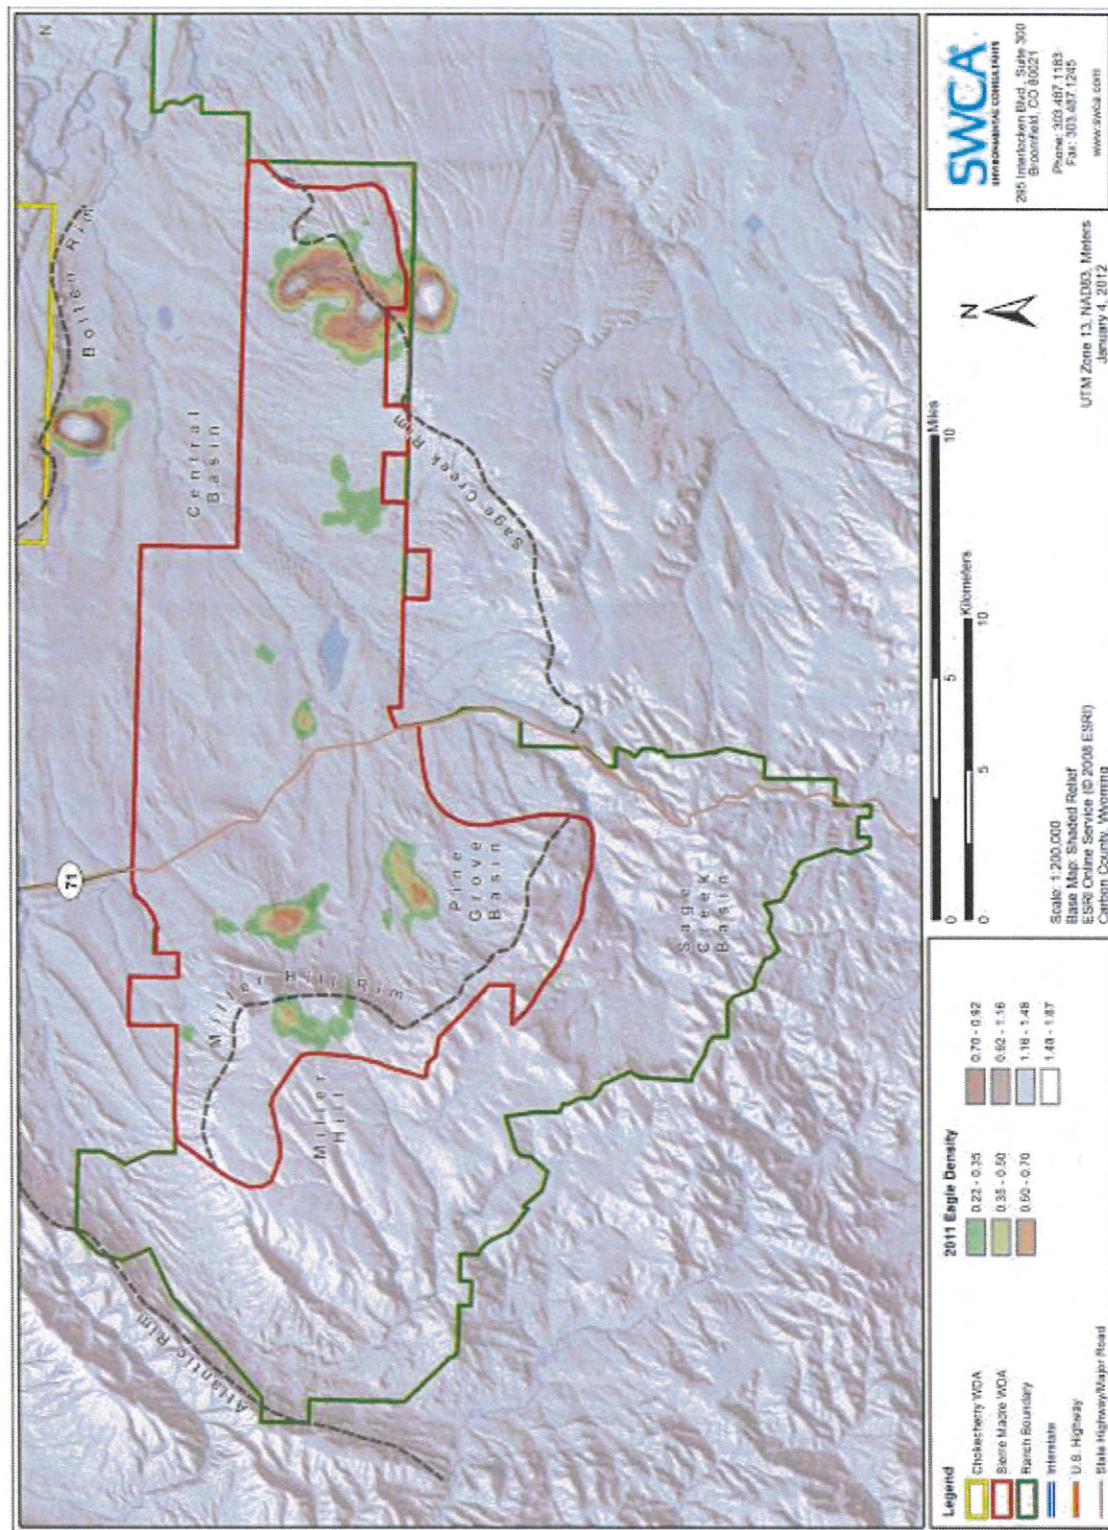 N
Bolten Rim
Central
Basin
Sage Creek Rim
71
Pine
Grove
Basin
Miller Hill Rim
Miller
Hill
Sage
Creek
Basin
Atlantic Rim
Legend
Chokecherry WDA
Sierra Madre WDA
Ranch Boundary
Interstate
U.S. Highway
State Highway/Major Road
2011 Eagle Density
0.22 - 0.35
0.35 - 0.50
0.50 - 0.70
0.70 - 0.92
0.92 - 1.16
1.16 - 1.48
1.48 - 1.87
0 5 10
Miles
0 5 10
Kilometers
Scale: 1:200,000
Base Map: Shaded Relief
ESRI Online Service (© 2008 ESRI)
Carbon County, Wyoming
N
UTM Zone 13, NAD83, Meters
January 4, 2012
SWCA
ENVIRONMENTAL CONSULTANTS
295 Interlocken Blvd., Suite 300
Broomfield, CO 80021
Phone: 303.487.1183
Fax: 303.487.1245
www.swca.com